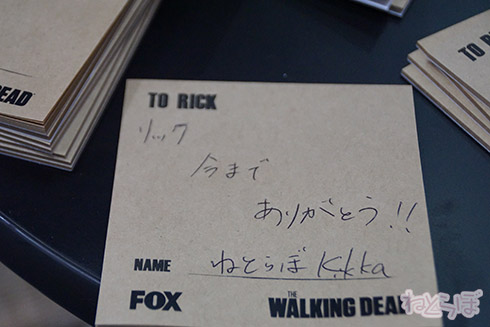 EAD
TO RICK
TO RI
リック
今まで
ありがとう!!
NAME ねとらぼ Kikka
FOX THE WALKING DEAD
ねとらぼ